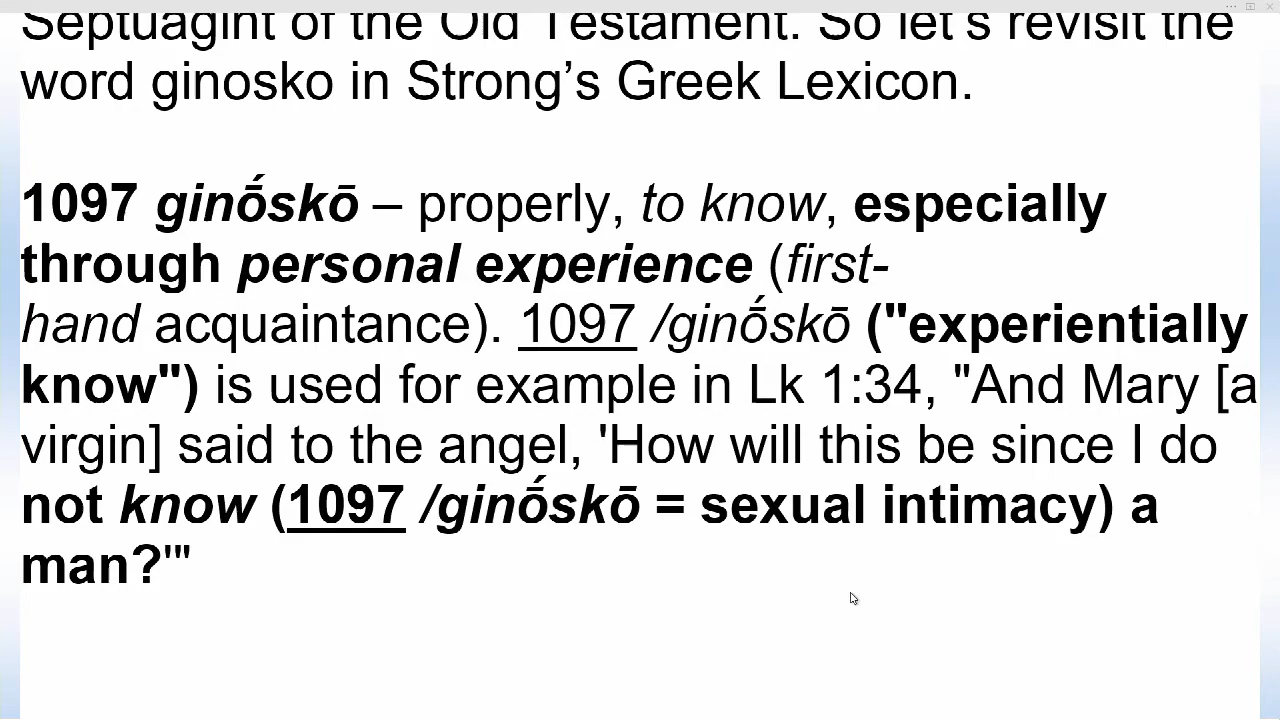 Septuagint of the Old Testament. So let's revisit the
word ginosko in Strong’s Greek Lexicon.
1097 ginṓskō – properly, to know, especially
through personal experience (first-
hand acquaintance). 1097 /ginṓskō ("experientially
know") is used for example in Lk 1:34, "And Mary [a
virgin] said to the angel, 'How will this be since I do
not know (1097 /ginṓskō = sexual intimacy) a
man?'"